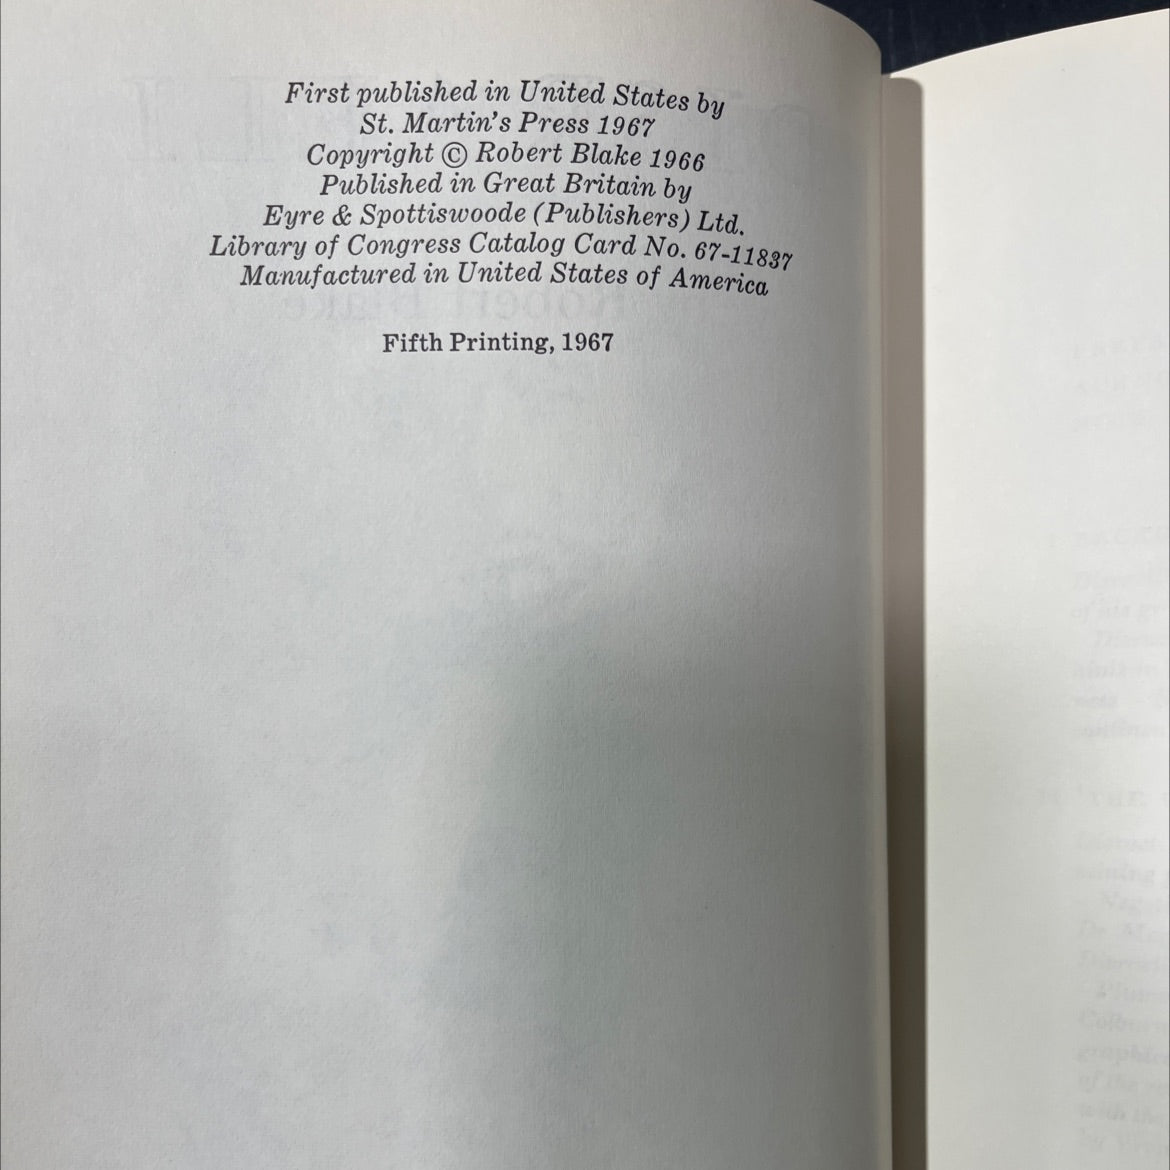 First published in United States by
St. Martin's Press 1967
Copyright © Robert Blake 1966
Published in Great Britain by
Eyre & Spottiswoode (Publishers) Ltd.
Library of Congress Catalog Card No. 67-11837
Manufactured in United States of America
Fifth Printing, 1967